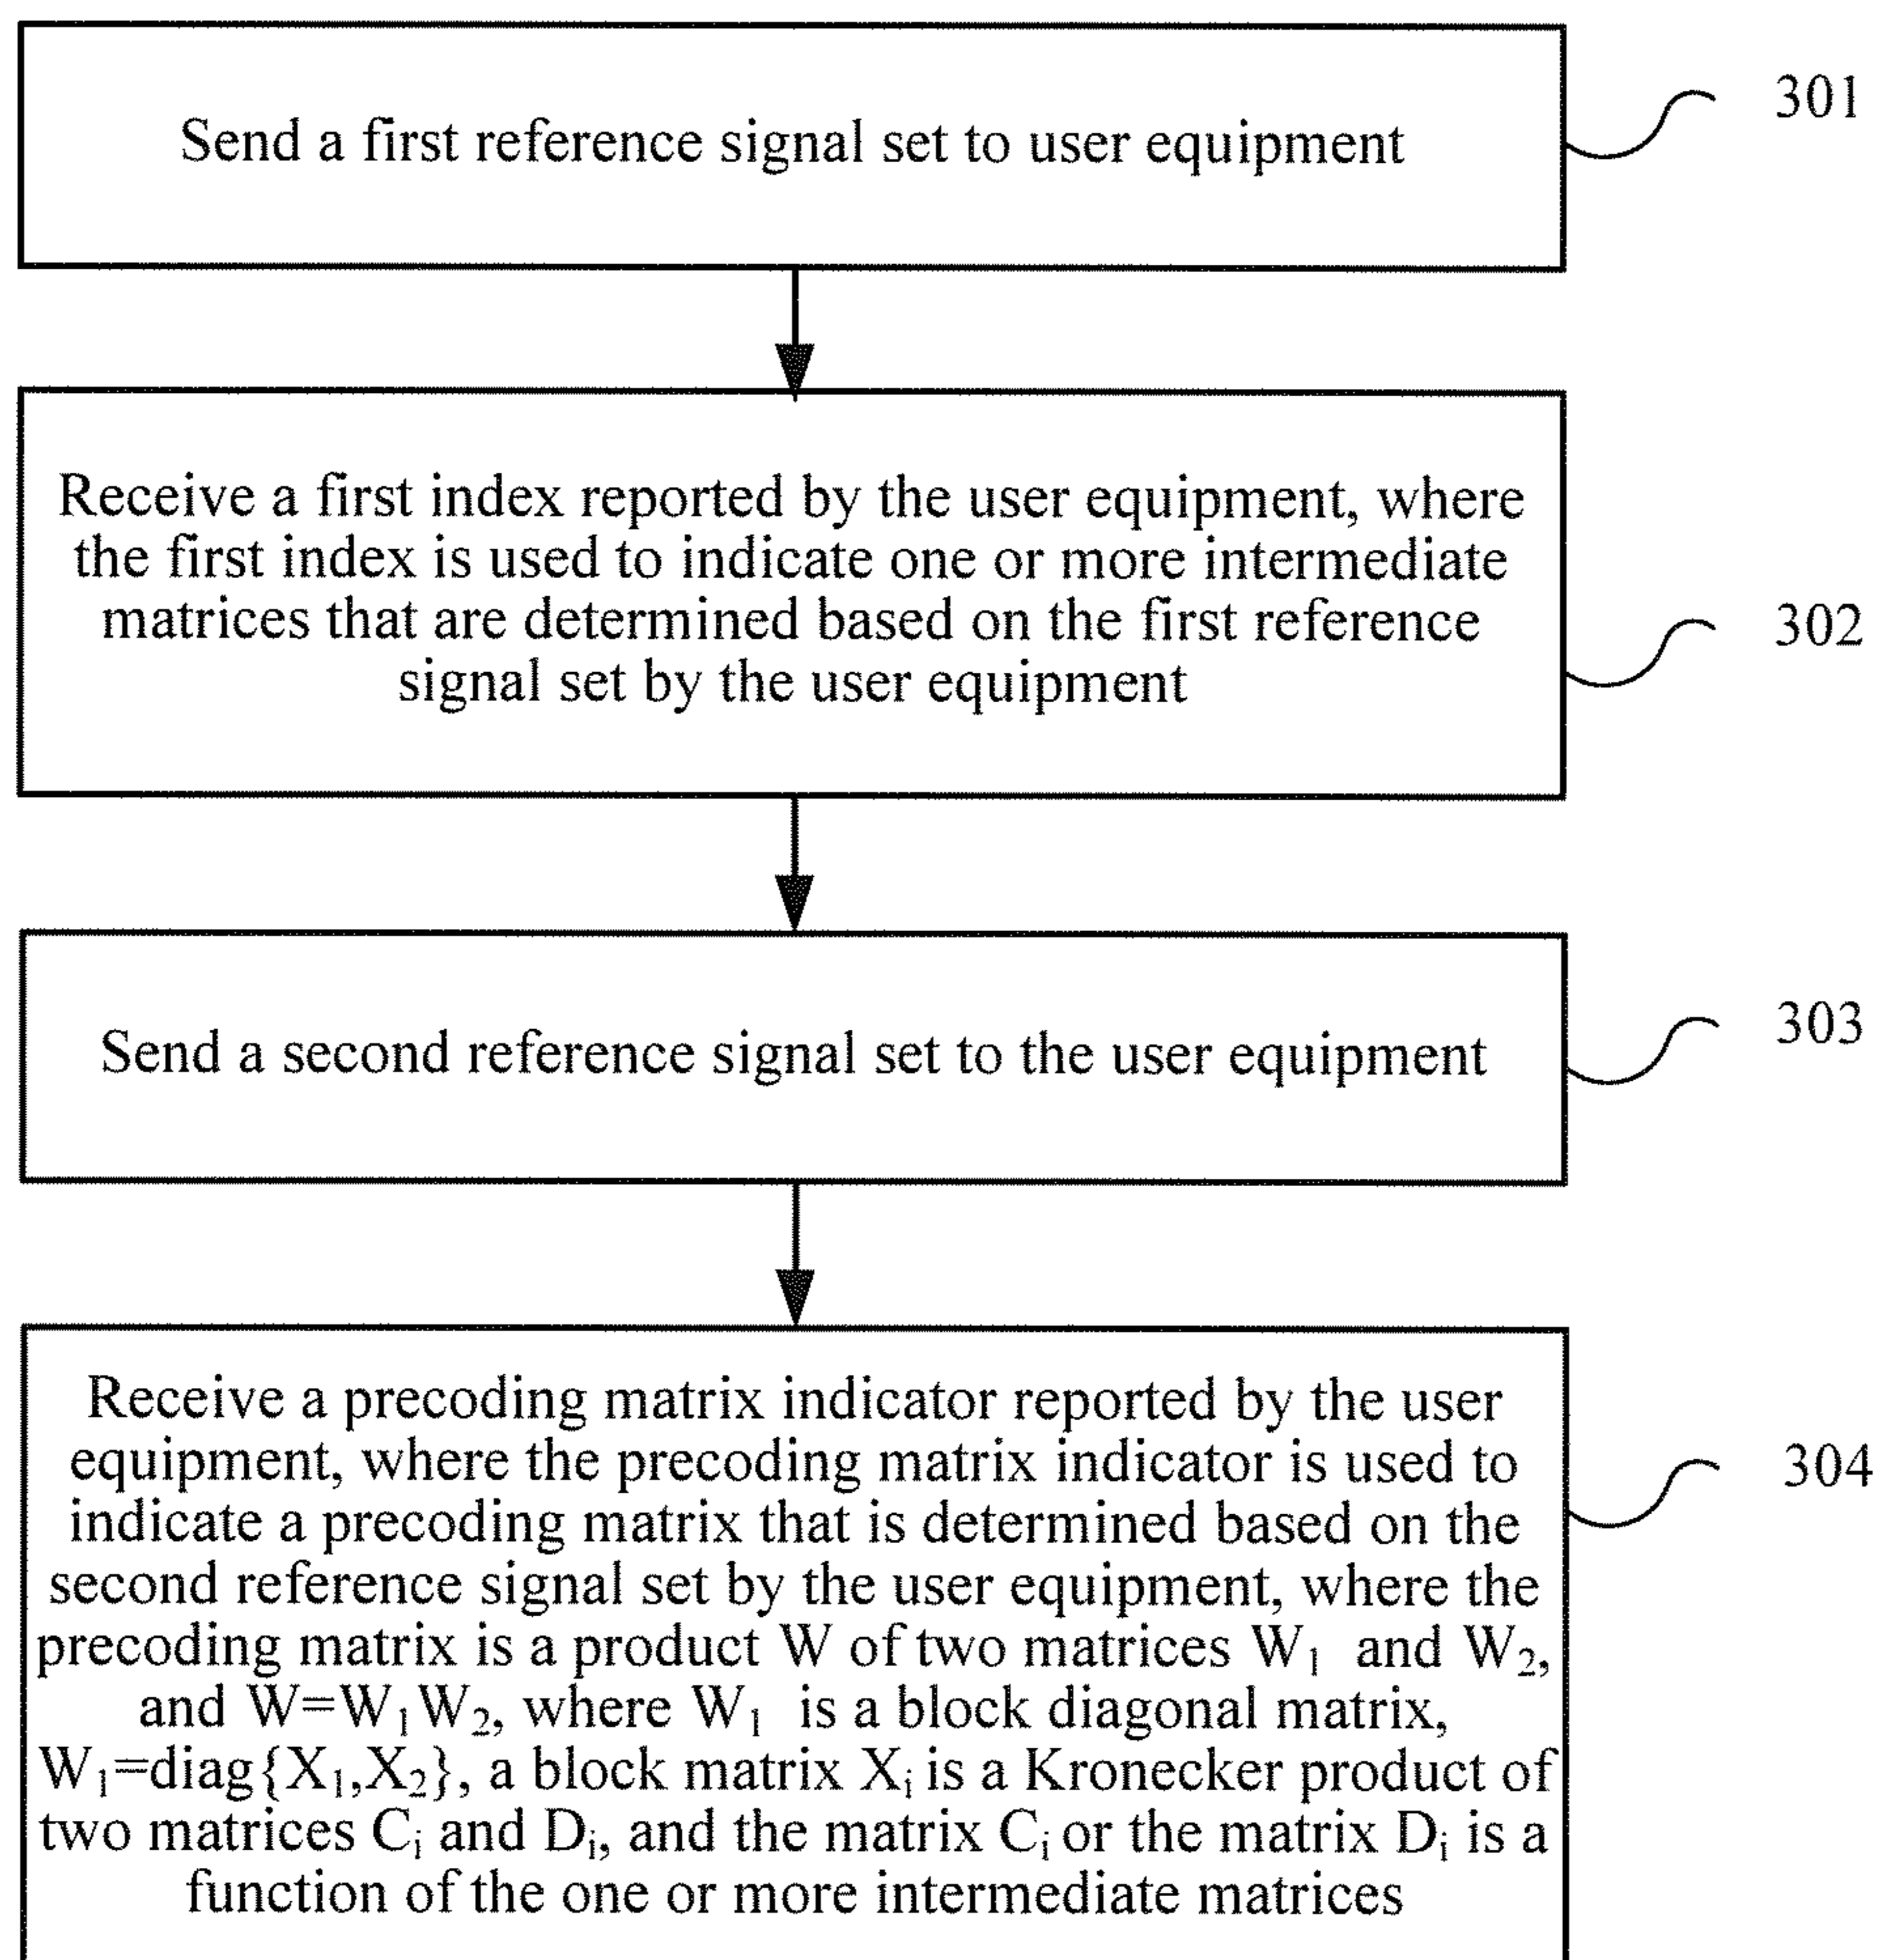 Send a first reference signal set to user equipment
301
Receive a first index reported by the user equipment, where
the first index is used to indicate one or more intermediate
matrices that are determined based on the first reference
signal set by the user equipment
302
Send a second reference signal set to the user equipment
303
Receive a precoding matrix indicator reported by the user
equipment, where the precoding matrix indicator is used to
indicate a precoding matrix that is determined based on the
second reference signal set by the user equipment, where the
precoding matrix is a product W of two matrices W₁ and W₂,
and W=W₁W₂, where W₁ is a block diagonal matrix,
W₁=diag{X₁,X₂}, a block matrix Xᵢ is a Kronecker product of
two matrices Cᵢ and Dᵢ, and the matrix Cᵢ or the matrix Dᵢ is a
function of the one or more intermediate matrices
304